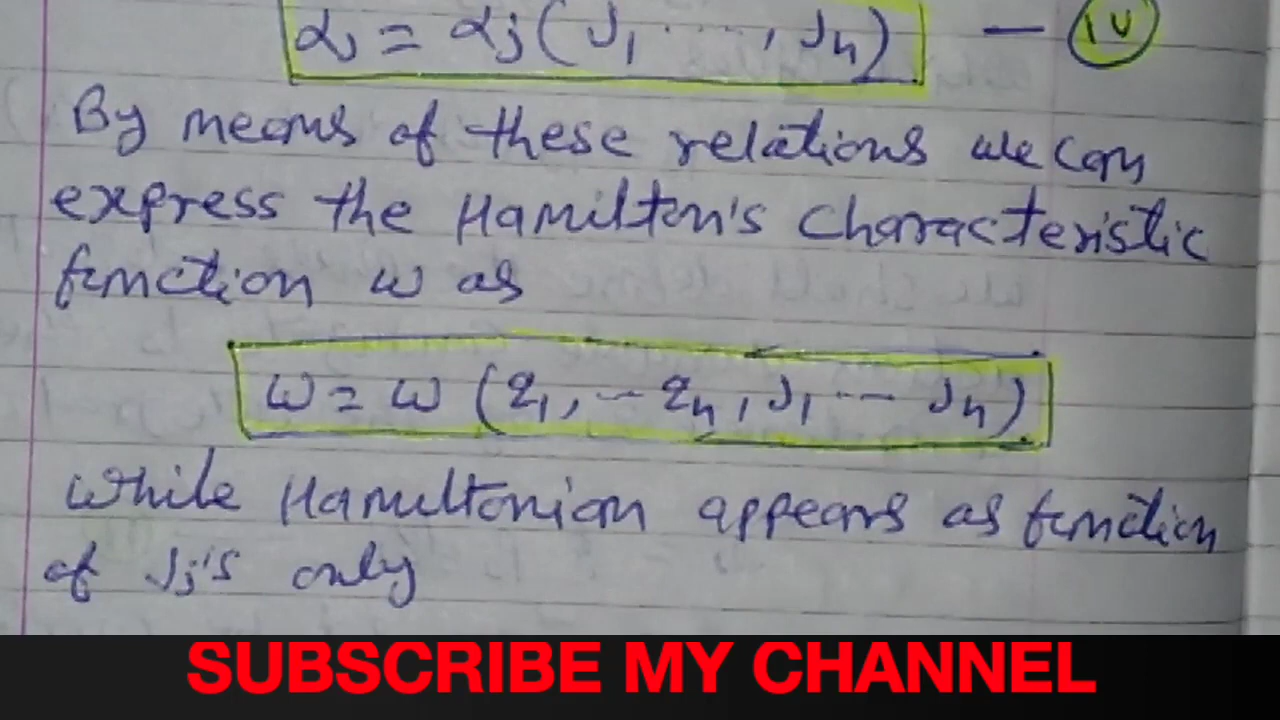 αj = αj (J1 ...., Jn) — (iv)
By means of these relations we can
express the Hamilton's characteristic
function w as
w = w (q1, -- qn, J1 --- Jn)
while Hamiltonian appears as function
of Jj's only
SUBSCRIBE MY CHANNEL